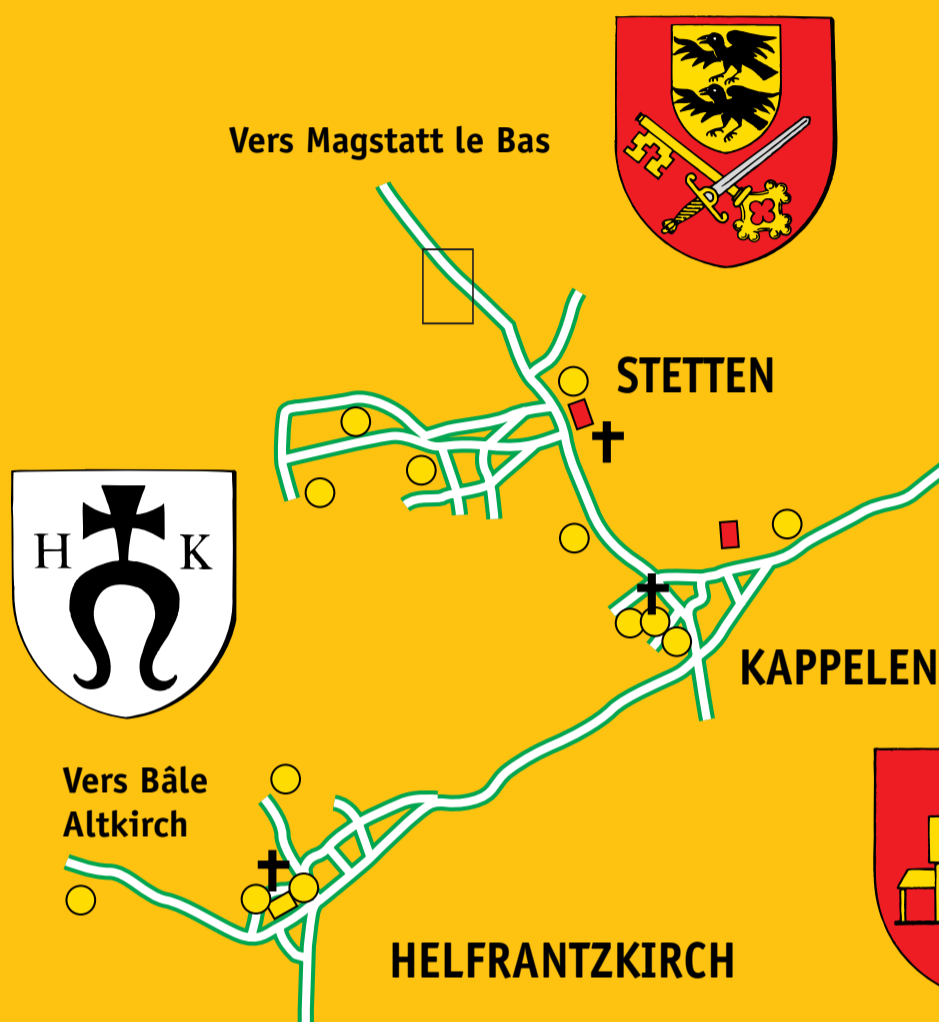 Vers Magstatt le Bas
STETTEN
H K
KAPPELEN
Vers Bâle
Altkirch
HELFRANTZKIRCH